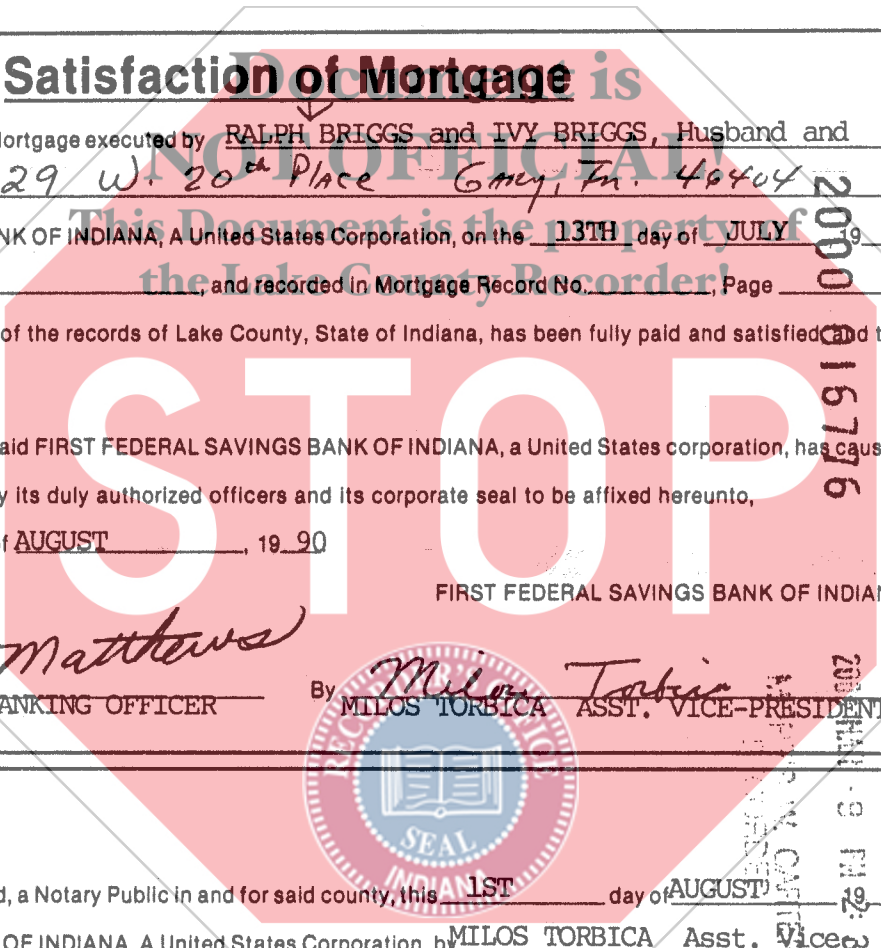 Satisfaction of Mortgage
Document is
Mortgage executed by RALPH BRIGGS and IVY BRIGGS, Husband and
NOT OFFICIAL!
29 W. 20th Place Gary, In. 46404
This Document is the property of
NK OF INDIANA, A United States Corporation, on the 13TH day of JULY 19
the Lake County Recorder!
, and recorded in Mortgage Record No. , Page
of the records of Lake County, State of Indiana, has been fully paid and satisfied and t
2000 016776
STOP
aid FIRST FEDERAL SAVINGS BANK OF INDIANA, a United States corporation, has caus
y its duly authorized officers and its corporate seal to be affixed hereunto,
f AUGUST , 19 90
FIRST FEDERAL SAVINGS BANK OF INDIAN
Matthews
By Milos Torbica
ANKING OFFICER
MILOS TORBICA ASST. VICE-PRESIDENT
RECORDER'S OFFICE
SEAL
INDIANA
d, a Notary Public in and for said county, this 1ST day of AUGUST 19
OF INDIANA, A United States Corporation, by MILOS TORBICA Asst. Vice